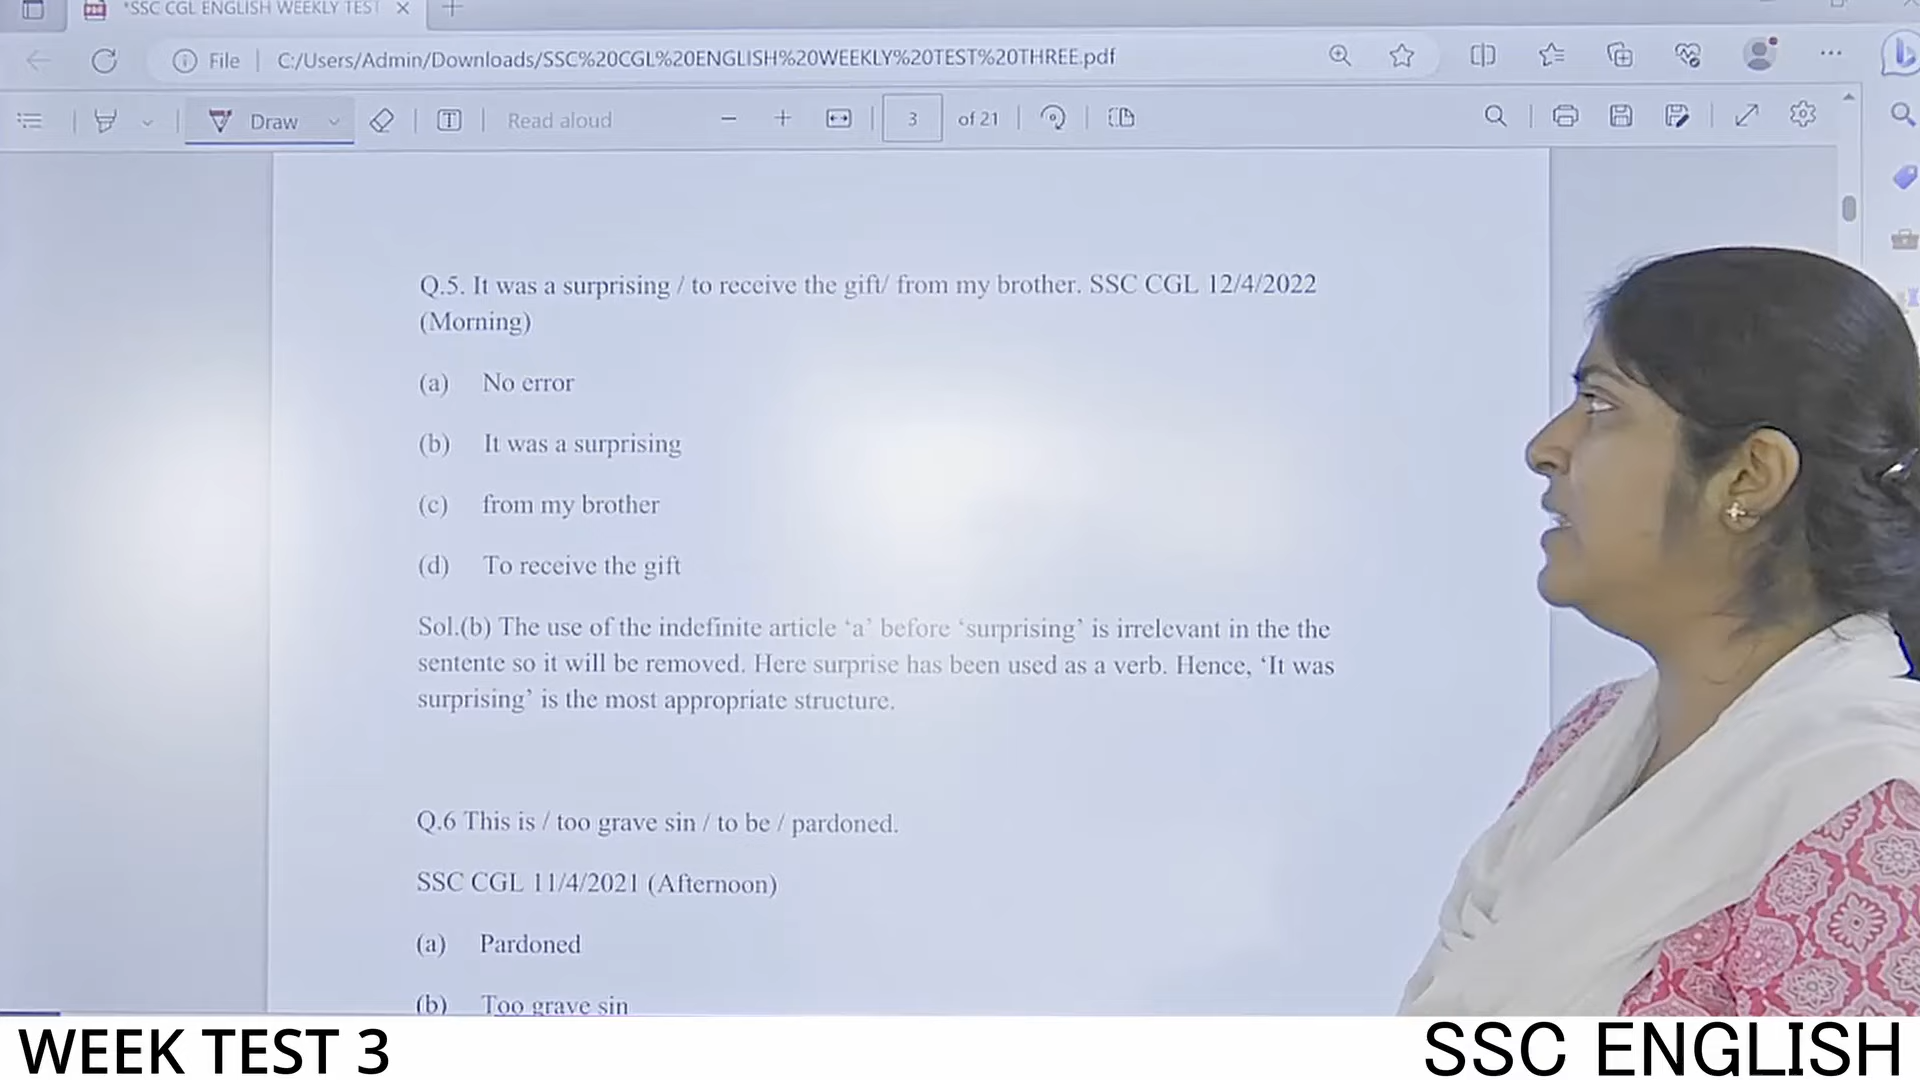 *SSC CGL ENGLISH WEEKLY TEST
File
C:/Users/Admin/Downloads/SSC%20CGL%20ENGLISH%20WEEKLY%20TEST%20THREE.pdf
Draw
Read aloud
3
of 21
Q.5. It was a surprising / to receive the gift/ from my brother. SSC CGL 12/4/2022
(Morning)
(a) No error
(b) It was a surprising
(c) from my brother
(d) To receive the gift
Sol.(b) The use of the indefinite article ‘a’ before ‘surprising’ is irrelevant in the the
sentente so it will be removed. Here surprise has been used as a verb. Hence, ‘It was
surprising’ is the most appropriate structure.
Q.6 This is / too grave sin / to be / pardoned.
SSC CGL 11/4/2021 (Afternoon)
(a) Pardoned
(b) Too grave sin
WEEK TEST 3
SSC ENGLISH